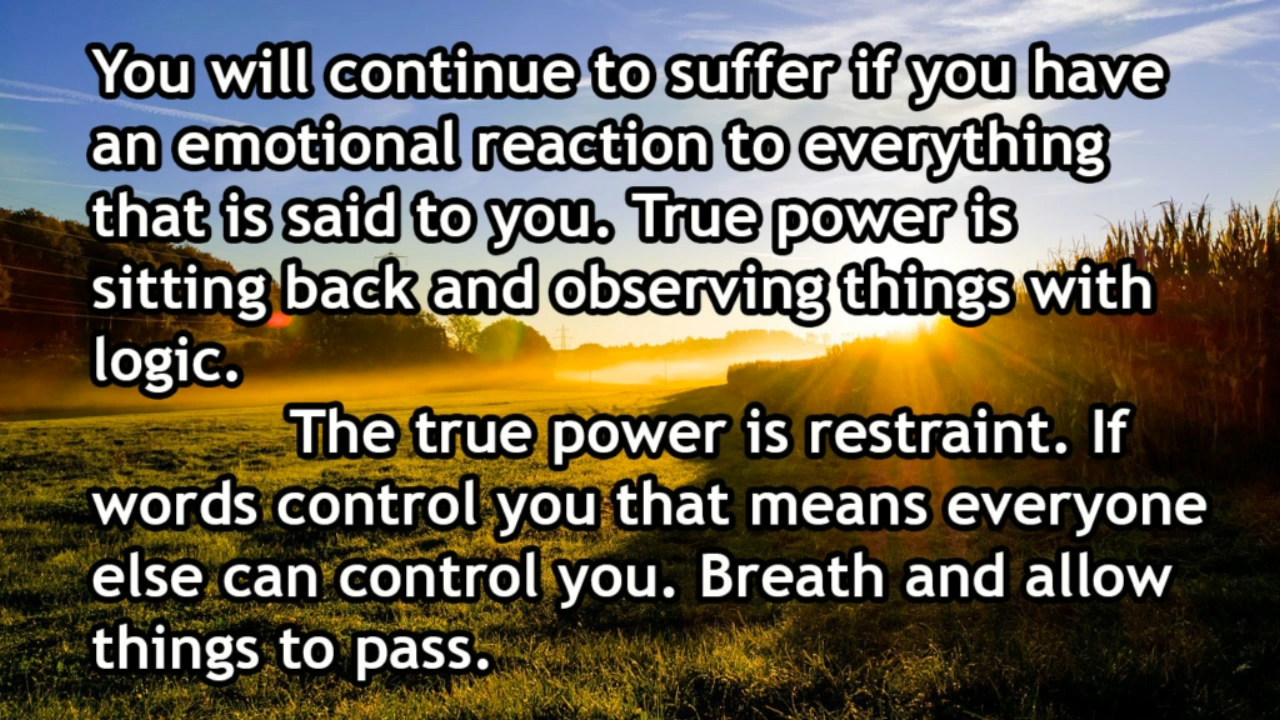 You will continue to suffer if you have
an emotional reaction to everything
that is said to you. True power is
sitting back and observing things with
logic.
The true power is restraint. If
words control you that means everyone
else can control you. Breath and allow
things to pass.